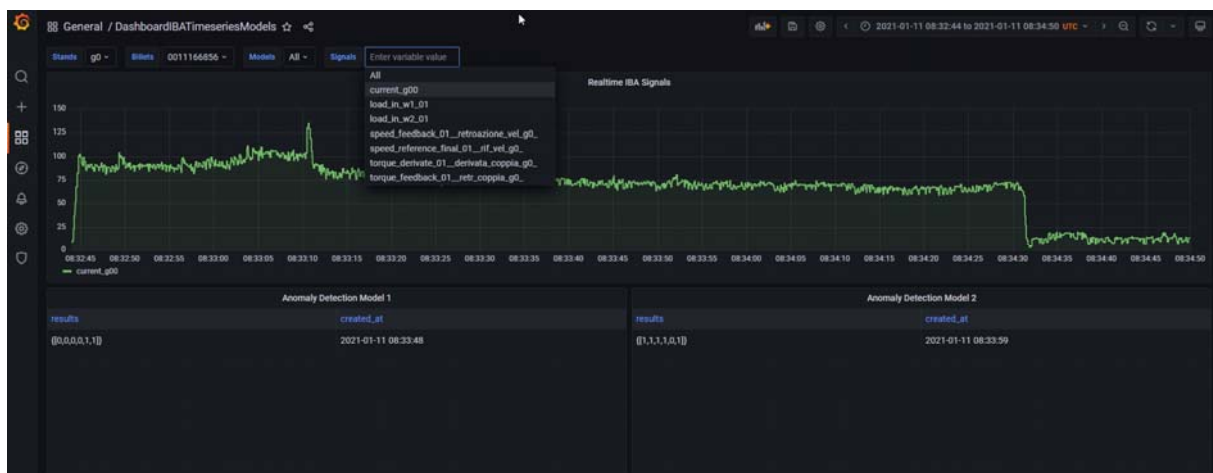 General / DashboardIBATimeseriesModels
2021-01-11 08:32:44 to 2021-01-11 08:34:50 UTC
Stands g0 Billets 0011166856 Models All Signals Enter variable value
All
current_g00
load_in_w1_01
load_in_w2_01
speed_feedback_01__retroazione_vel_g0_
speed_reference_final_01__rif_vel_g0_
torque_derivate_01__derivata_coppia_g0_
torque_feedback_01__retr_coppia_g0_
Realtime IBA Signals
150
125
100
75
50
25
0
08:32:45 08:32:50 08:32:55 08:33:00 08:33:05 08:33:10 08:33:15 08:33:20 08:33:25 08:33:30 08:33:35 08:33:40 08:33:45 08:33:50 08:33:55 08:34:00 08:34:05 08:34:10 08:34:15 08:34:20 08:34:25 08:34:30 08:34:35 08:34:40 08:34:45 08:34:50
current_g00
Anomaly Detection Model 1
results created_at
([0,0,0,0,1,1]) 2021-01-11 08:33:48
Anomaly Detection Model 2
results created_at
([1,1,1,1,0,1]) 2021-01-11 08:33:59